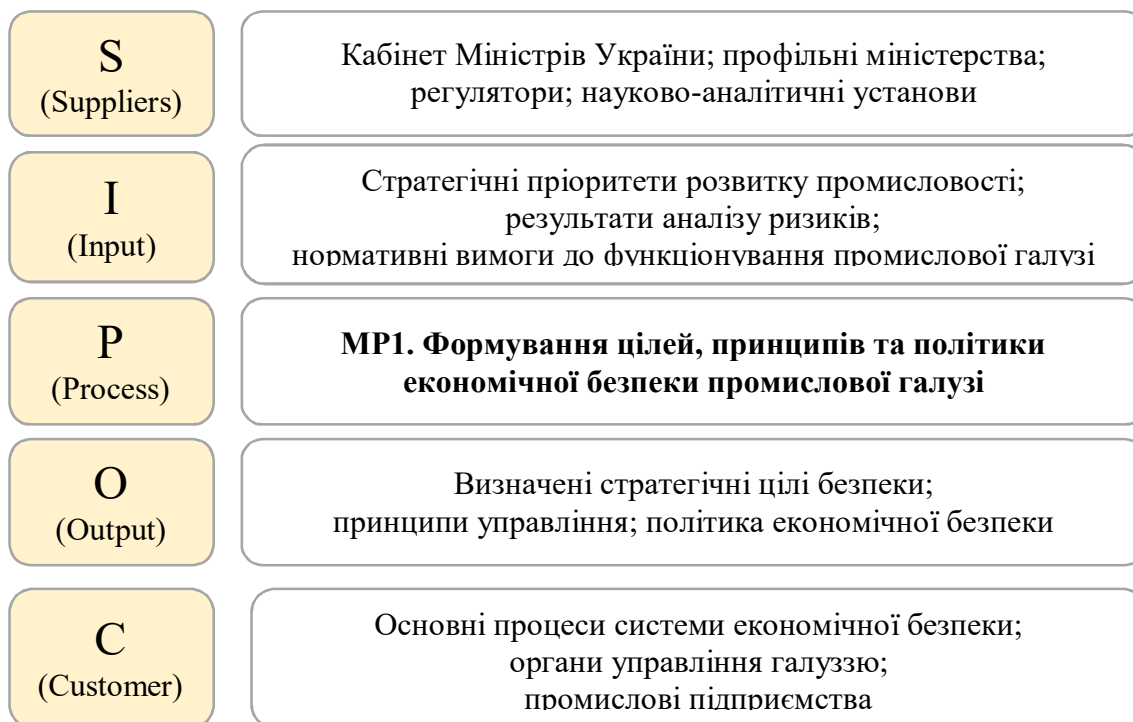 S
(Suppliers)
Кабінет Міністрів України; профільні міністерства;
регулятори; науково-аналітичні установи
I
(Input)
Стратегічні пріоритети розвитку промисловості;
результати аналізу ризиків;
нормативні вимоги до функціонування промислової галузі
P
(Process)
МР1. Формування цілей, принципів та політики
економічної безпеки промислової галузі
O
(Output)
Визначені стратегічні цілі безпеки;
принципи управління; політика економічної безпеки
C
(Customer)
Основні процеси системи економічної безпеки;
органи управління галуззю;
промислові підприємства